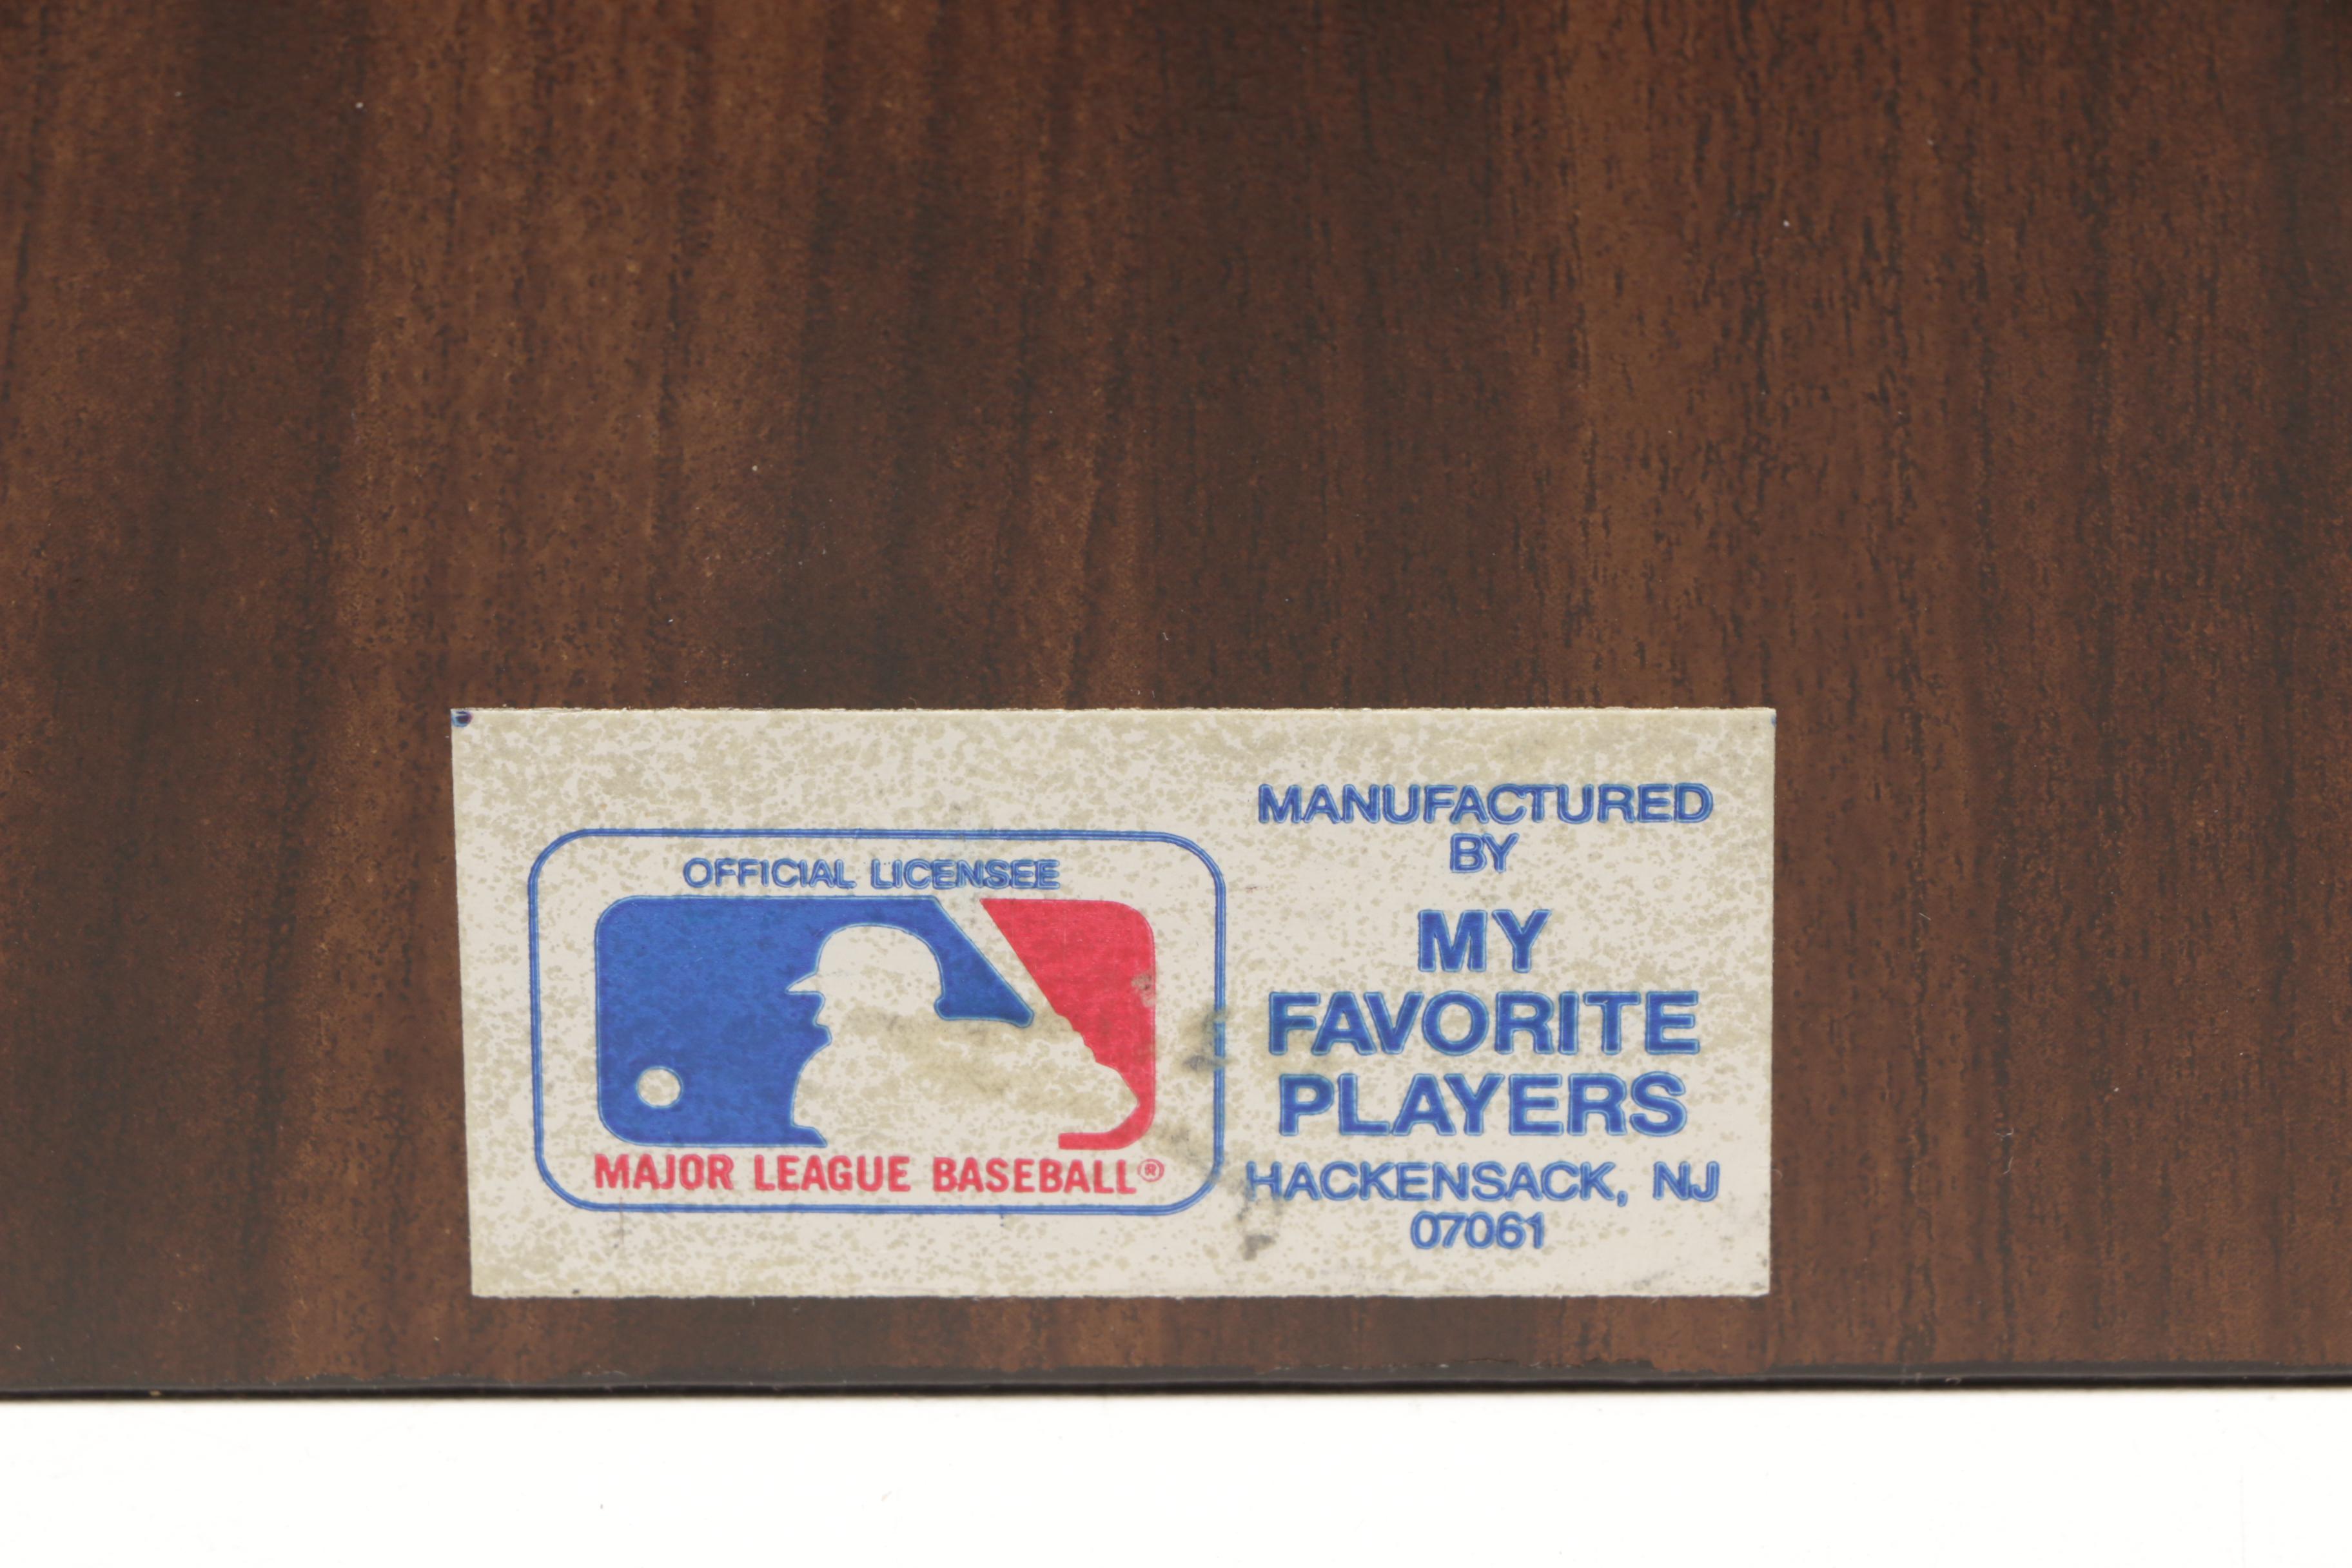 OFFICIAL LICENSEE
MAJOR LEAGUE BASEBALL®
MANUFACTURED
BY
MY
FAVORITE
PLAYERS
HACKENSACK, NJ
07061